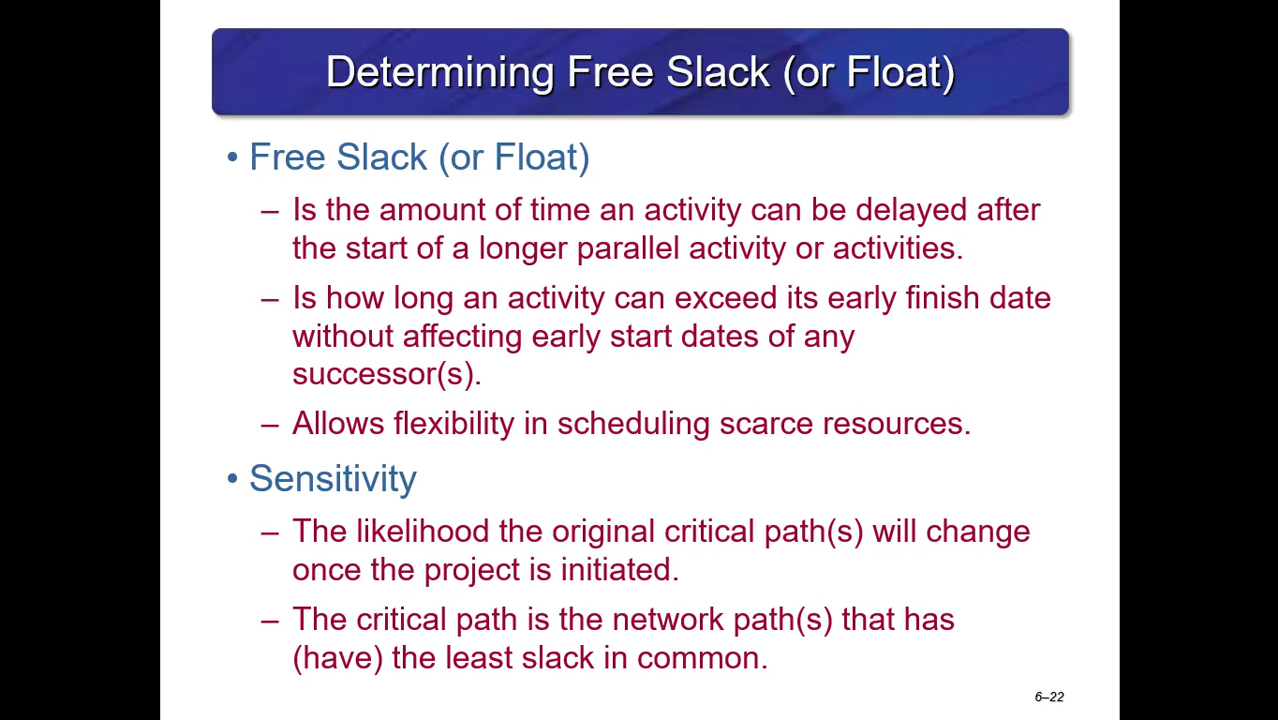 Determining Free Slack (or Float)
• Free Slack (or Float)
– Is the amount of time an activity can be delayed after
the start of a longer parallel activity or activities.
– Is how long an activity can exceed its early finish date
without affecting early start dates of any
successor(s).
– Allows flexibility in scheduling scarce resources.
• Sensitivity
– The likelihood the original critical path(s) will change
once the project is initiated.
– The critical path is the network path(s) that has
(have) the least slack in common.
6–22